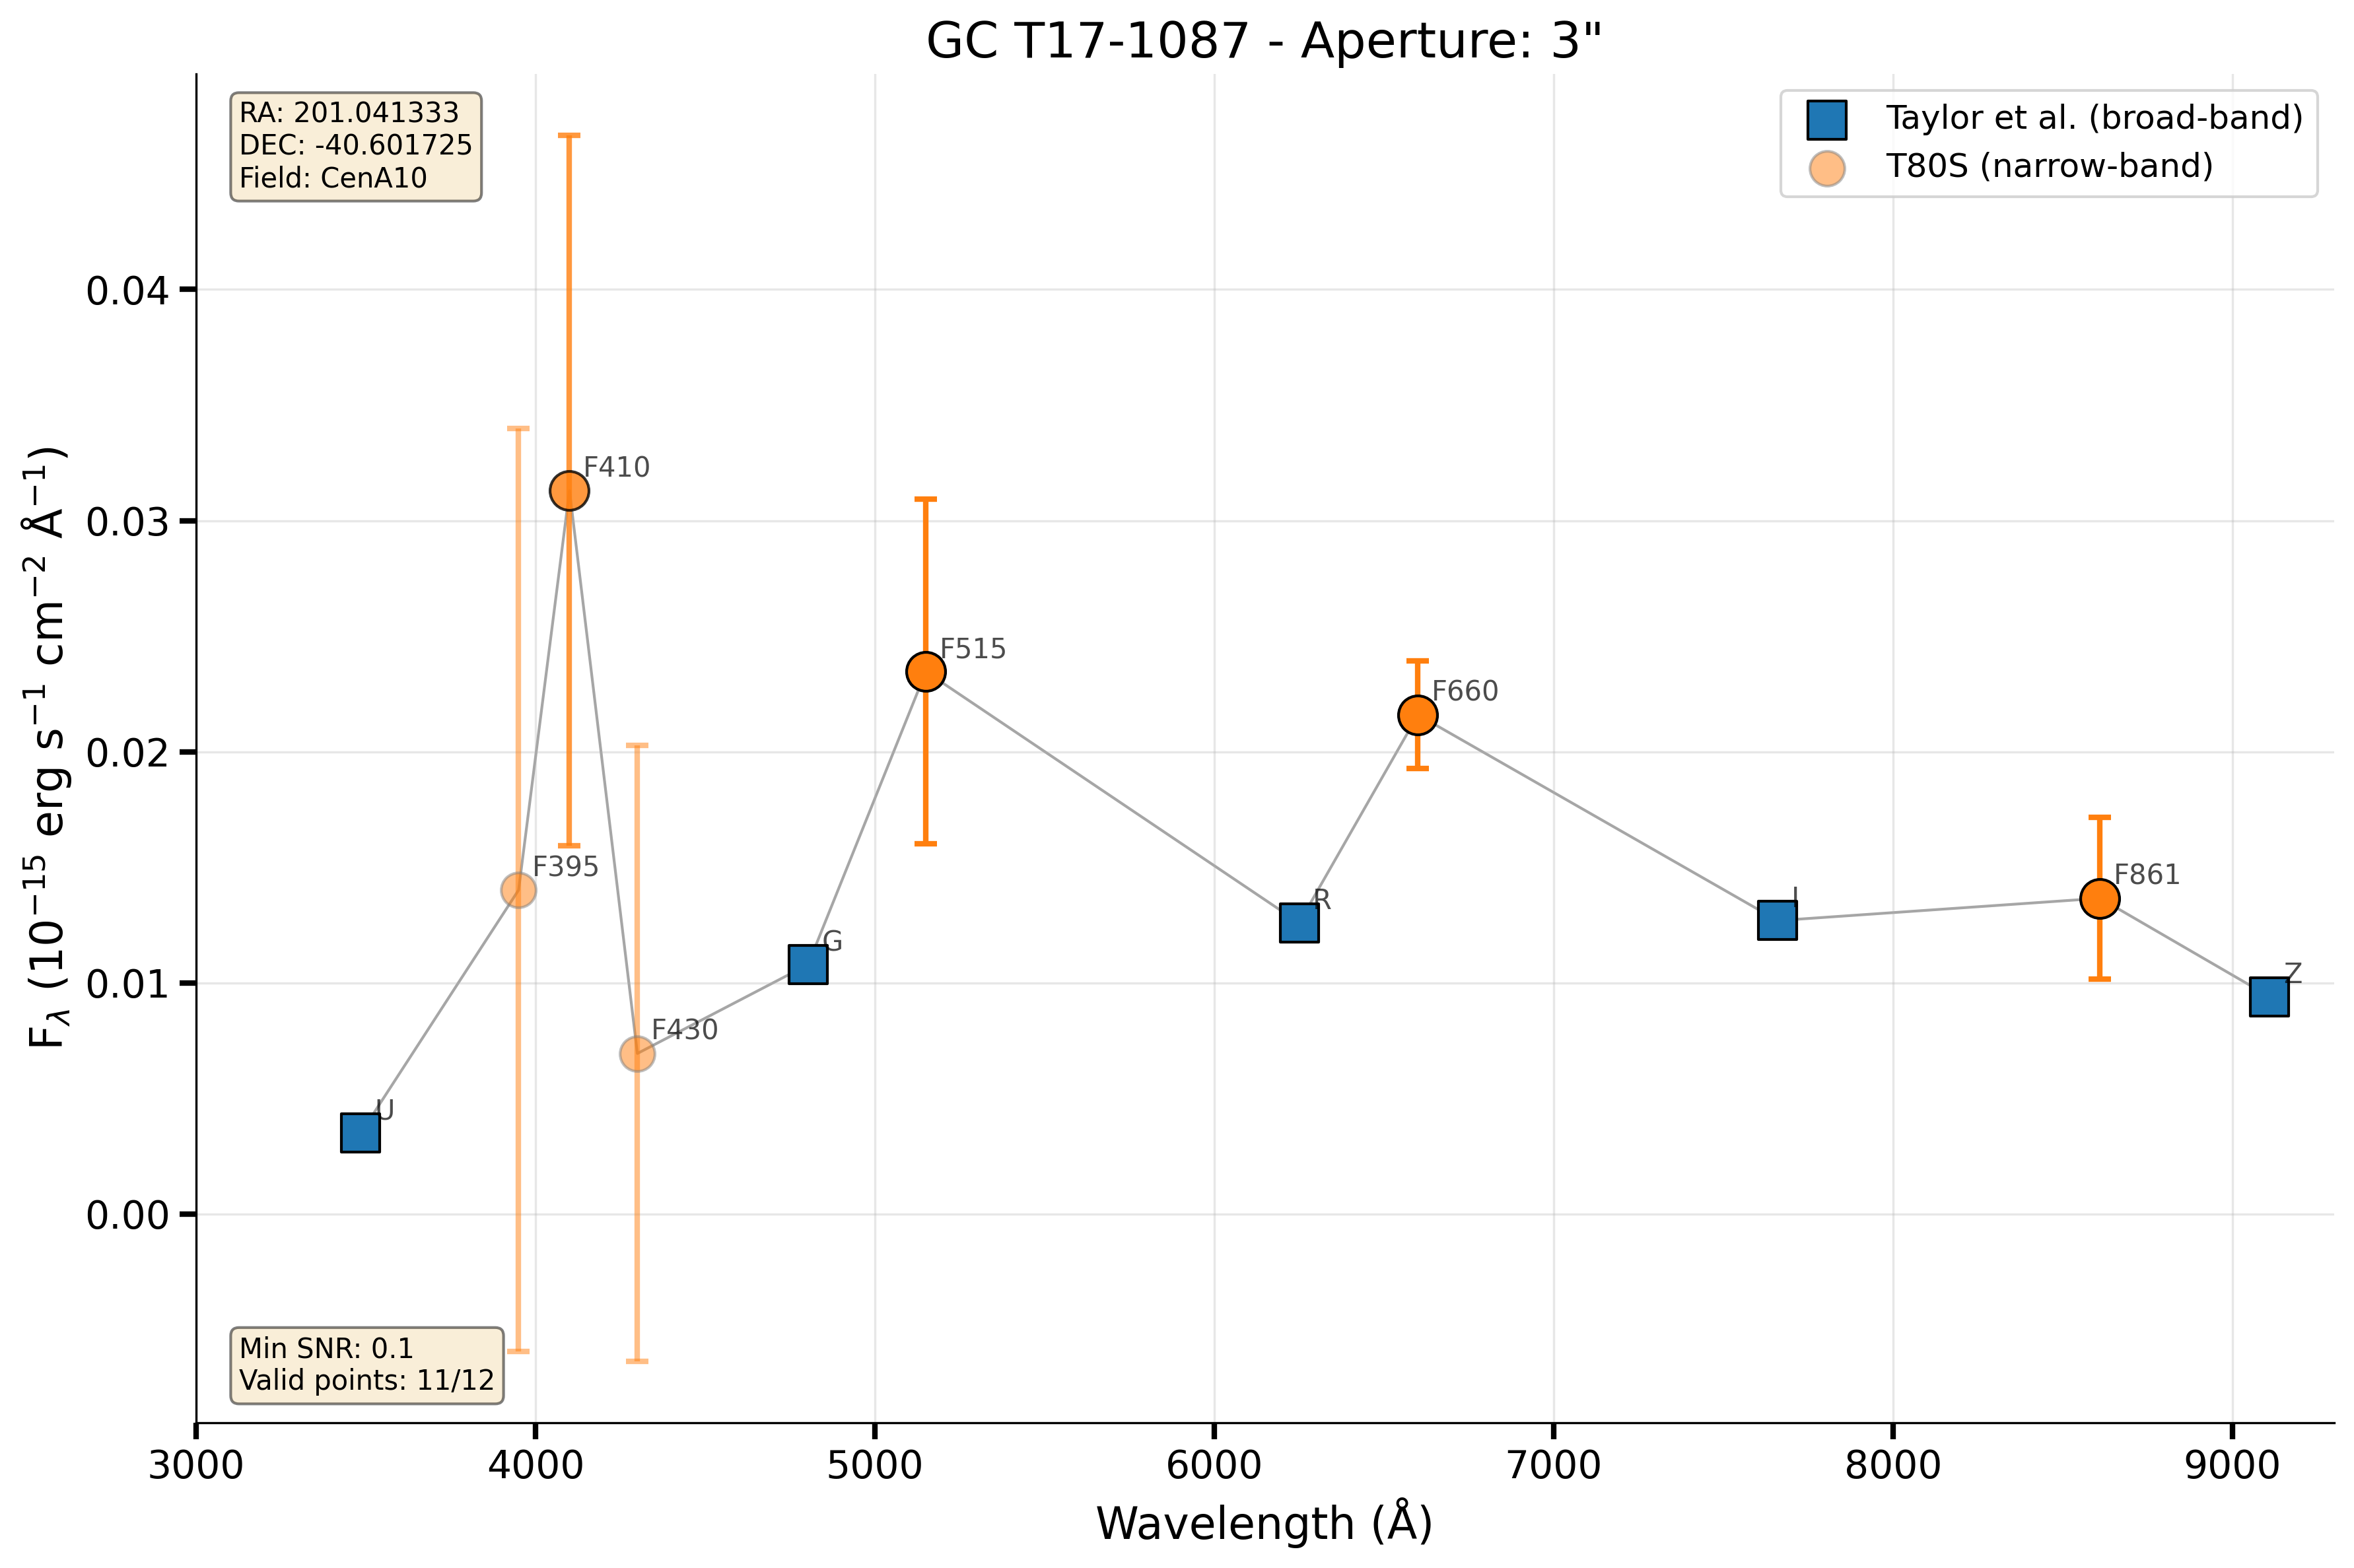 GC T17-1087 - Aperture: 3"
RA: 201.041333
DEC: -40.601725
Field: CenA10
Taylor et al. (broad-band)
T80S (narrow-band)
F410
F515
F660
F395
F861
R
I
G
Z
F430
U
0.04
0.03
0.02
0.01
0.00
Fλ (10⁻¹⁵ erg s⁻¹ cm⁻² Å⁻¹)
Min SNR: 0.1
Valid points: 11/12
3000 4000 5000 6000 7000 8000 9000
Wavelength (Å)